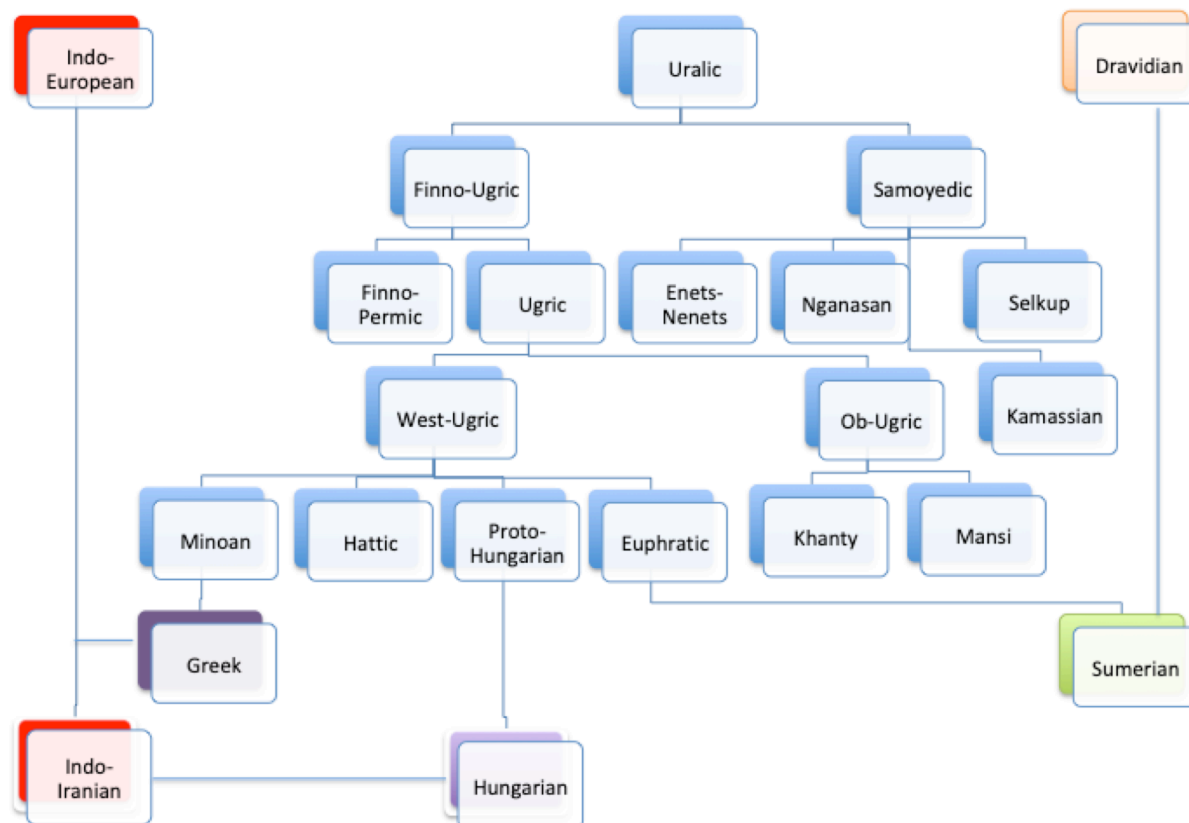 Indo-
European
Uralic
Dravidian
Finno-Ugric
Samoyedic
Finno-
Permic
Ugric
Enets-
Nenets
Nganasan
Selkup
West-Ugric
Ob-Ugric
Kamassian
Minoan
Hattic
Proto-
Hungarian
Euphratic
Khanty
Mansi
Greek
Sumerian
Indo-
Iranian
Hungarian